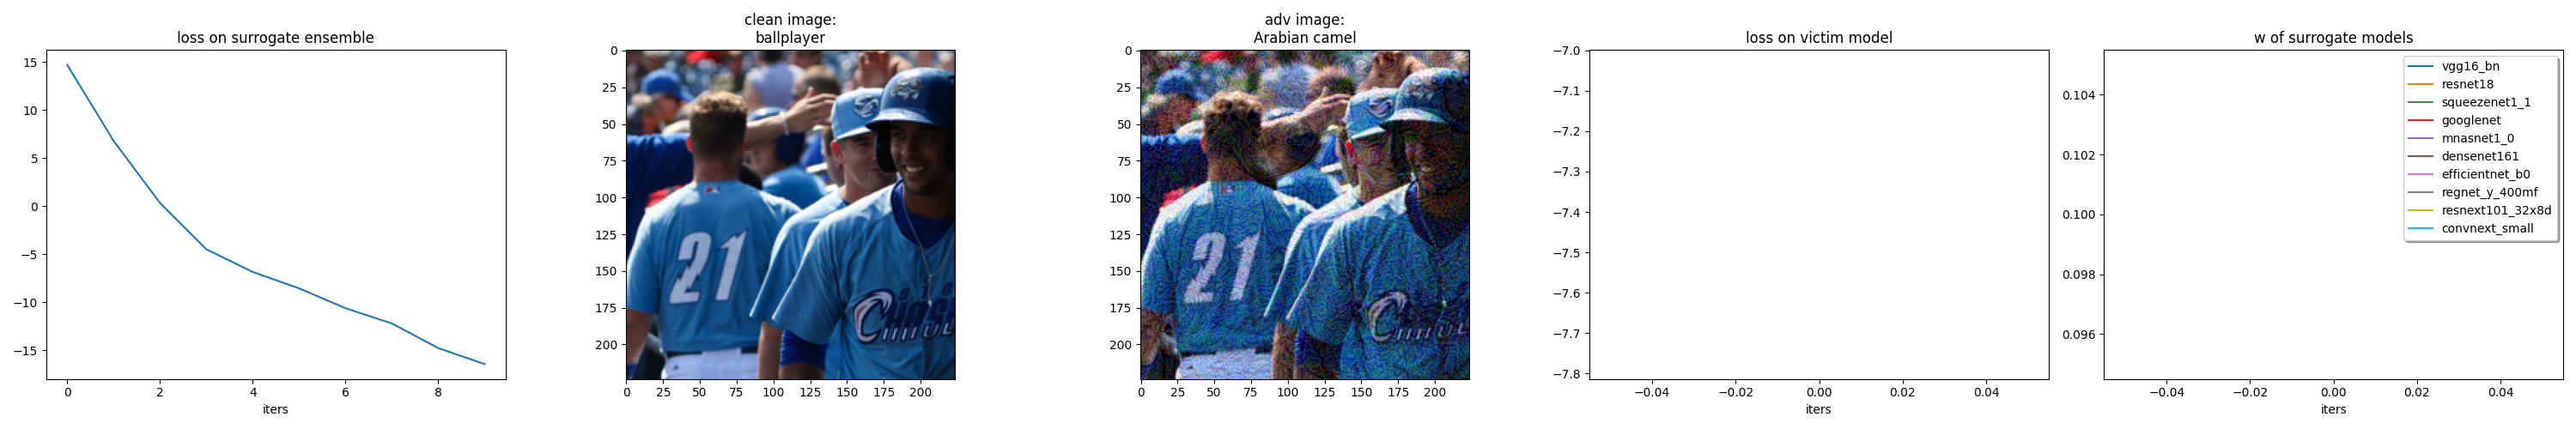 loss on surrogate ensemble
15
10
5
0
−5
−10
−15
0 2 4 6 8
iters
clean image:
ballplayer
0
25
50
75
100
125
150
175
200
0 25 50 75 100 125 150 175 200
21
adv image:
Arabian camel
0
25
50
75
100
125
150
175
200
0 25 50 75 100 125 150 175 200
21
loss on victim model
−7.0
−7.1
−7.2
−7.3
−7.4
−7.5
−7.6
−7.7
−7.8
−0.04 −0.02 0.00 0.02 0.04
iters
w of surrogate models
0.104
0.102
0.100
0.098
0.096
−0.04 −0.02 0.00 0.02 0.04
iters
vgg16_bn
resnet18
squeezenet1_1
googlenet
mnasnet1_0
densenet161
efficientnet_b0
regnet_y_400mf
resnext101_32x8d
convnext_small